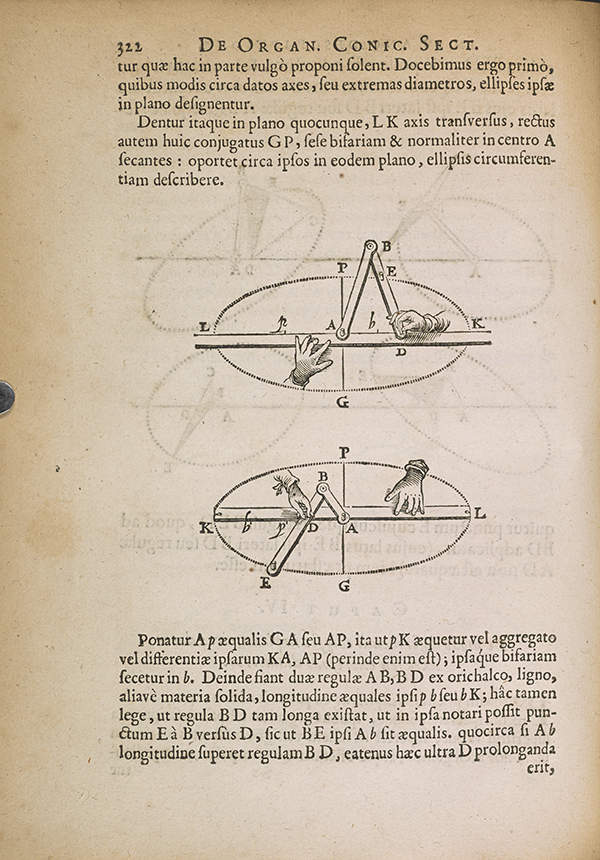 322 De Organ. Conic. Sect.
tur quæ hac in parte vulgò proponi ſolent. Docebimus ergo primò,
quibus modis circa datos axes, ſeu extremas diametros, ellipſes ipſæ
in plano deſignentur.
Dentur itaque in plano quocunque, L K axis tranſverſus, rectus
autem huic conjugatus G P, ſeſe bifariam & normaliter in centro A
ſecantes : oportet circa ipſos in eodem plano, ellipſis circumferen-
tiam deſcribere.
B
P E
L p A b K
D
G
P
B
K b p D A L
E G
Ponatur A p æqualis G A ſeu AP, ita ut p K æquetur vel aggregato
vel differentiæ ipſarum KA, AP (perinde enim eſt) ; ipſaque bifariam
ſecetur in b. Deinde fiant duæ regulæ A B, B D ex orichalco, ligno,
aliavè materia ſolida, longitudine æquales ipſi p b ſeu b K; hâc tamen
lege, ut regula B D tam longa exiſtat, ut in ipſa notari poſſit pun-
ctum E à B verſùs D, ſic ut B E ipſi A b ſit æqualis. quocirca ſi A b
longitudine ſuperet regulam B D, eatenus hæc ultra D prolonganda
erit,